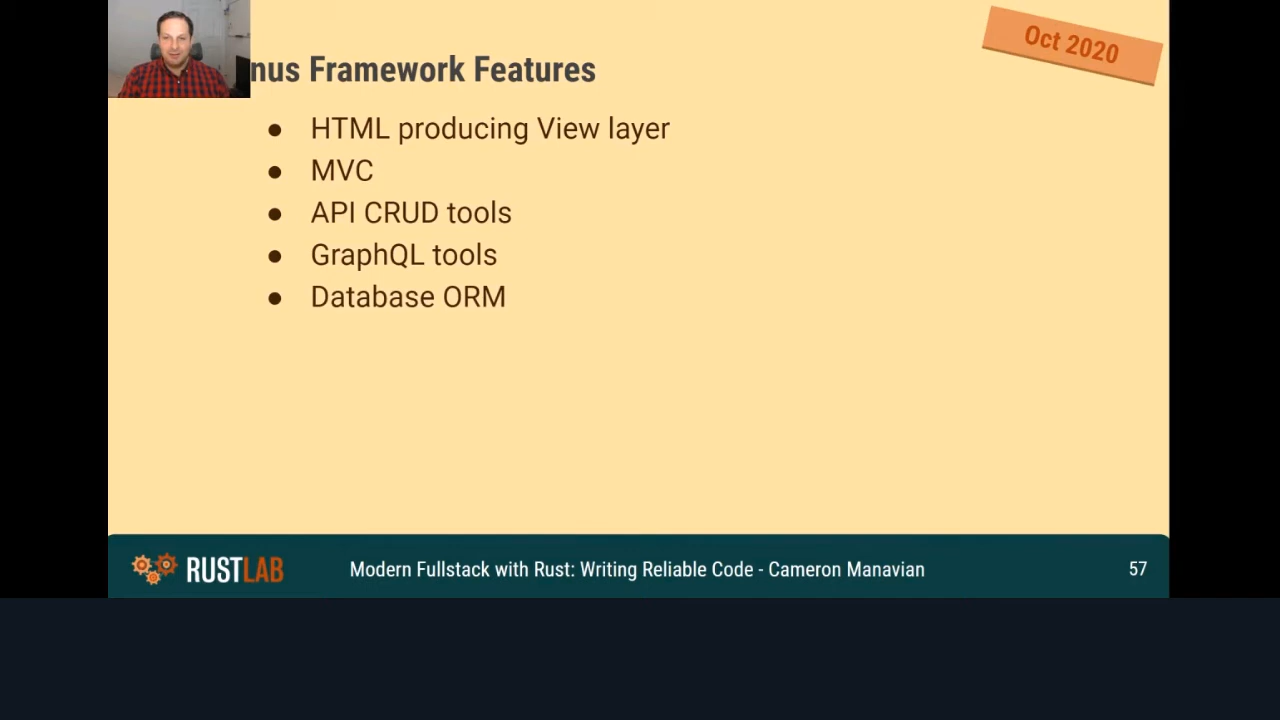 Oct 2020
nus Framework Features
● HTML producing View layer
● MVC
● API CRUD tools
● GraphQL tools
● Database ORM
RUSTLAB
Modern Fullstack with Rust: Writing Reliable Code - Cameron Manavian
57